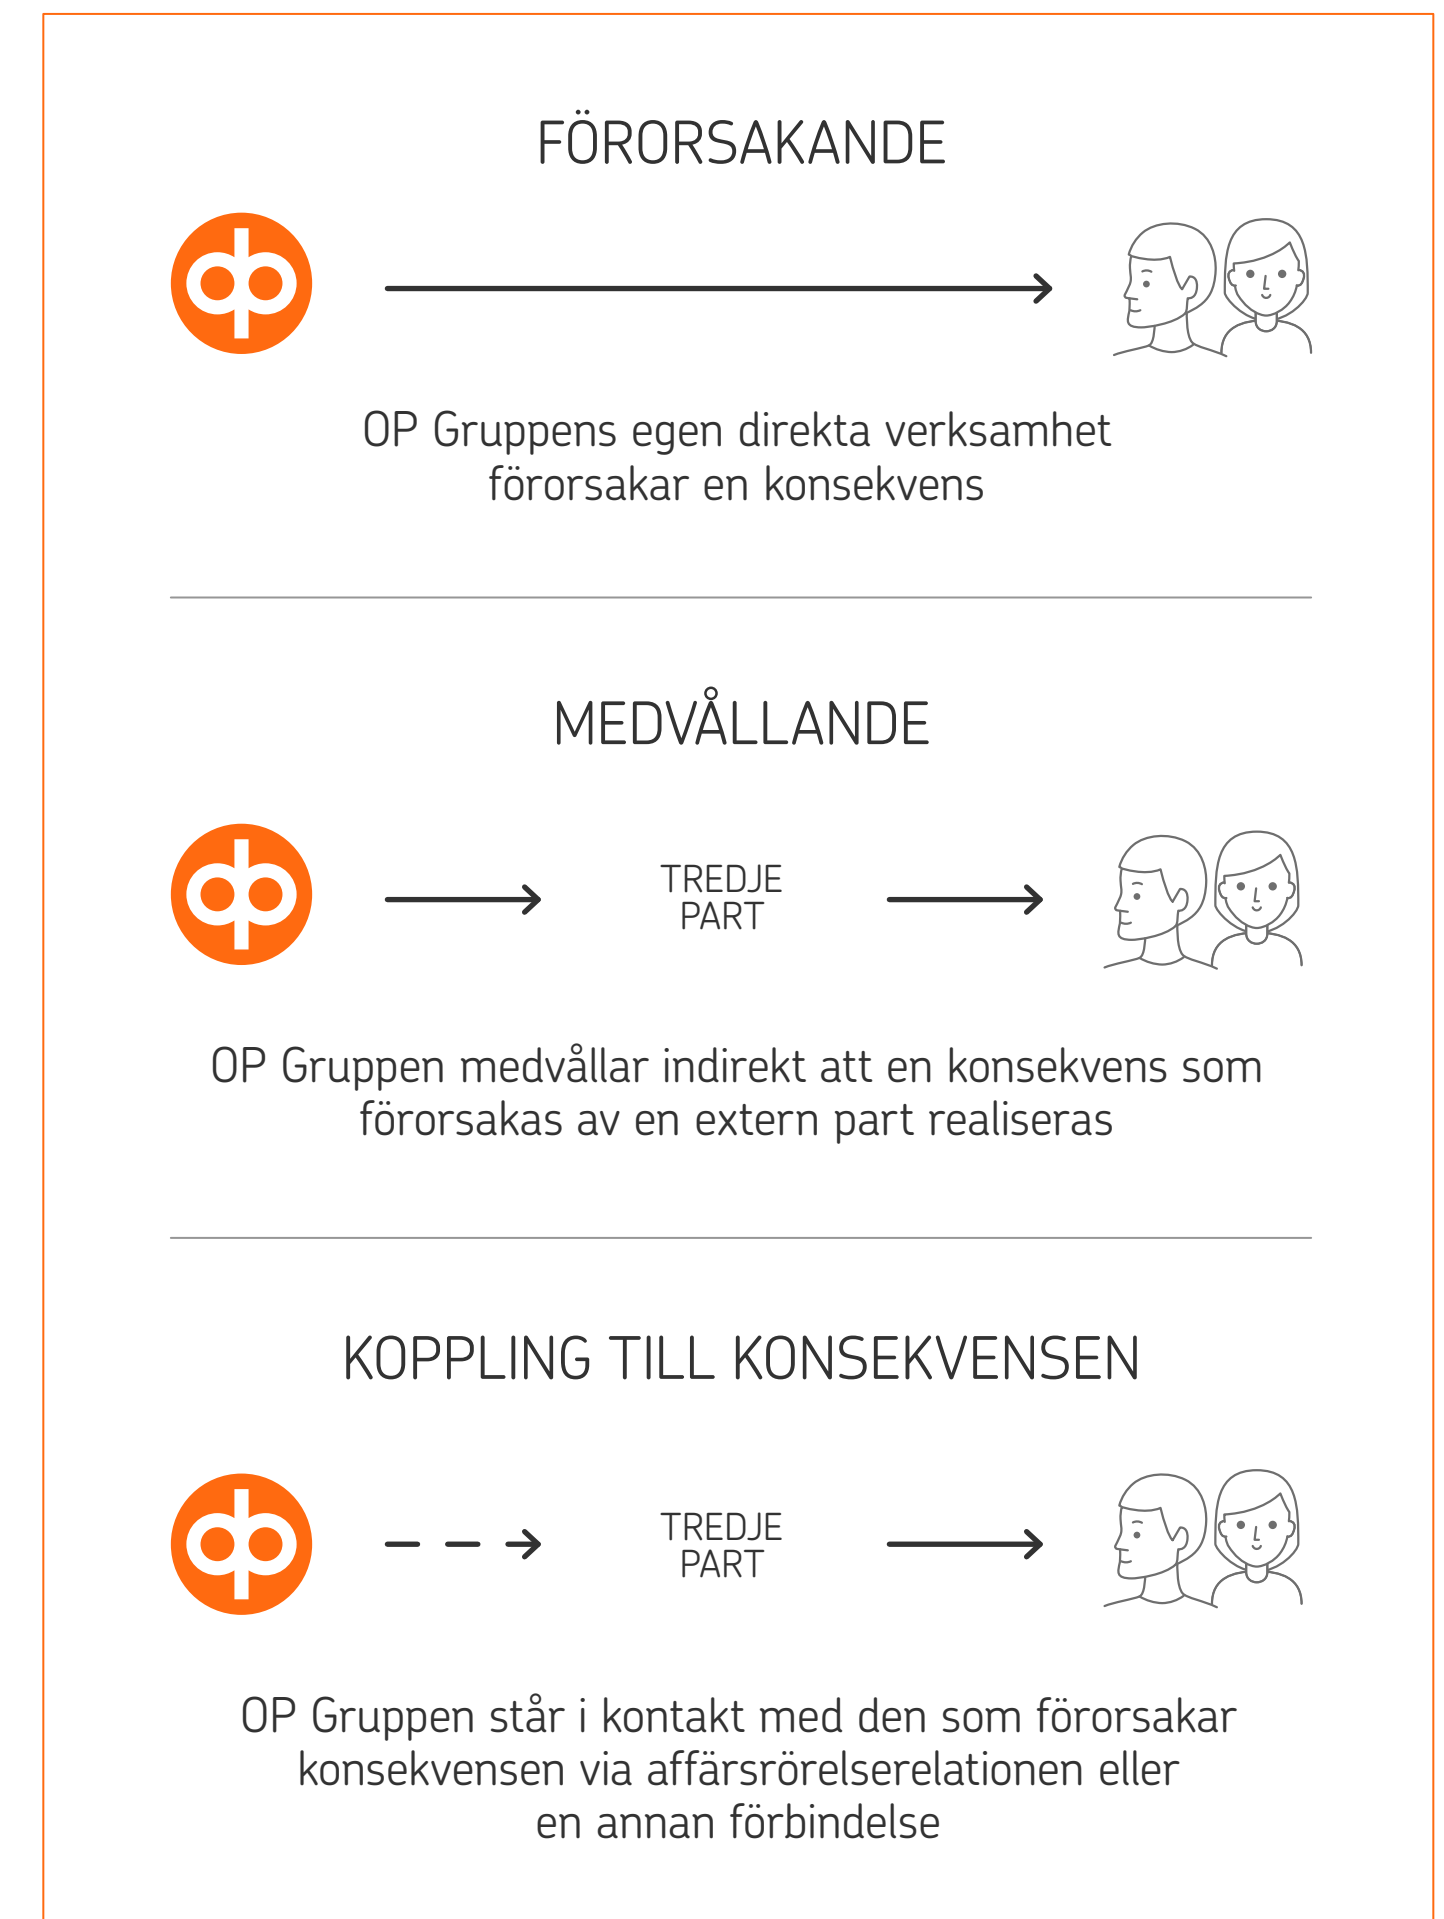 FÖRORSAKANDE
OP Gruppens egen direkta verksamhet
förorsakar en konsekvens
MEDVÅLLANDE
TREDJE
PART
OP Gruppen medvållar indirekt att en konsekvens som
förorsakas av en extern part realiseras
KOPPLING TILL KONSEKVENSEN
TREDJE
PART
OP Gruppen står i kontakt med den som förorsakar
konsekvensen via affärsrörelserelationen eller
en annan förbindelse